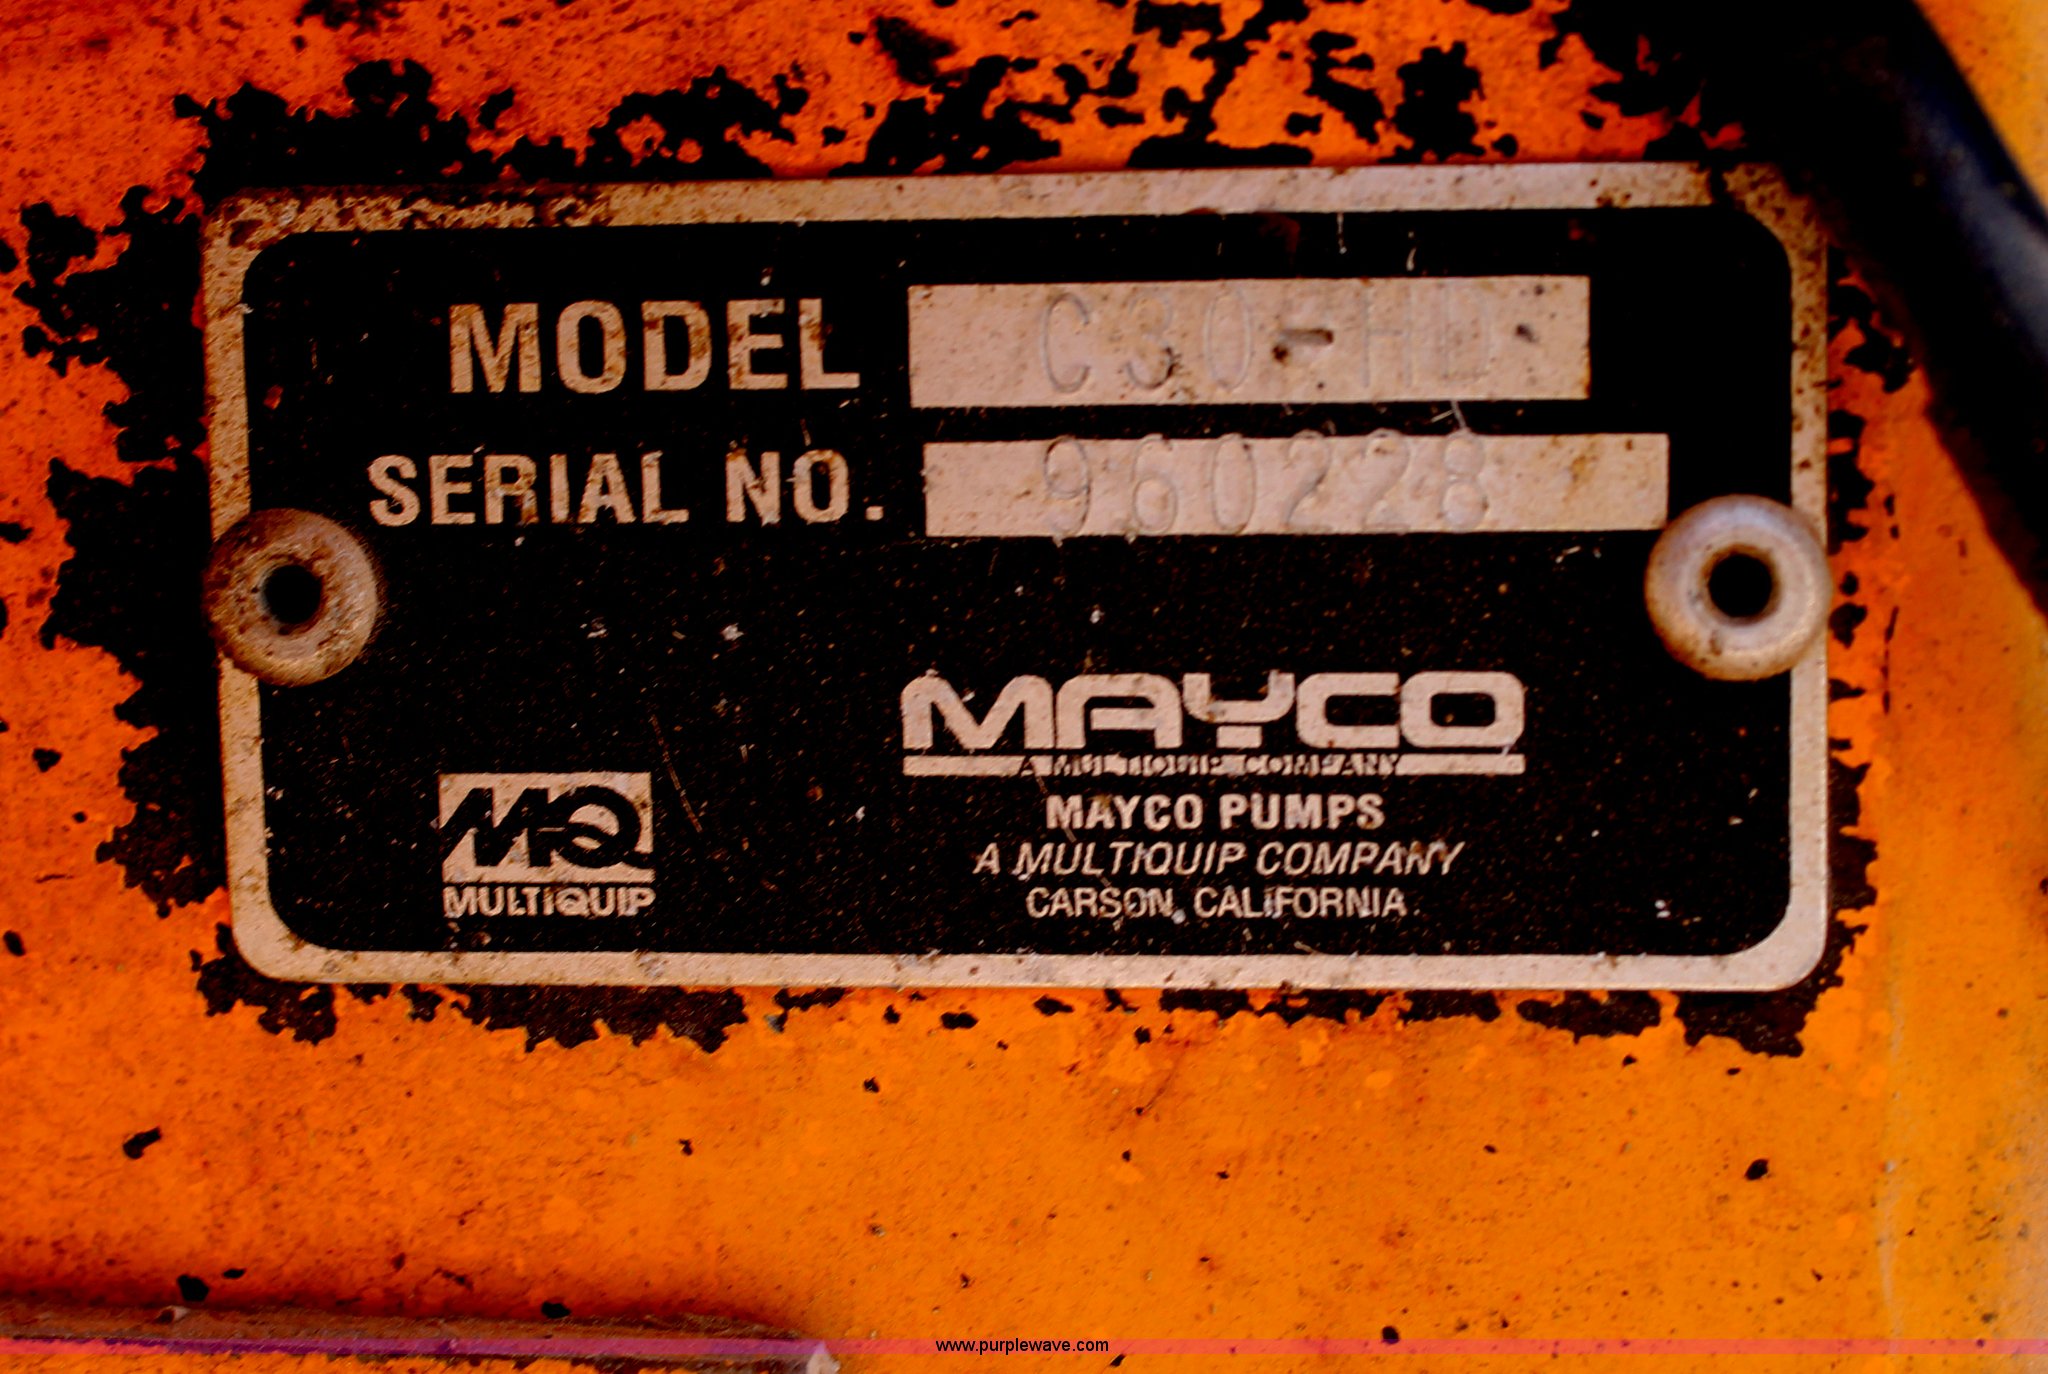 MODEL C30-HD
SERIAL NO. 960228
MAYCO
A MULTIQUIP COMPANY
MAYCO PUMPS
A MULTIQUIP COMPANY
CARSON, CALIFORNIA
MQ
MULTIQUIP
www.purplewave.com